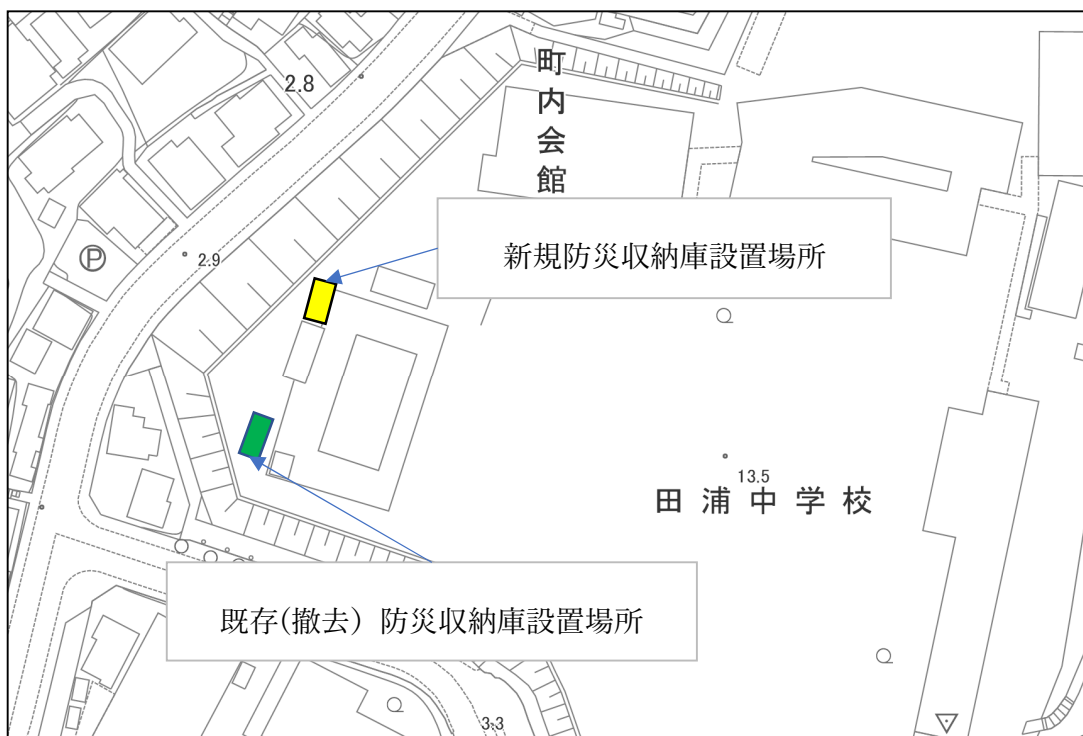 町内会館
2.8
新規防災収納庫設置場所
2.9
P
13.5
田浦中学校
既存(撤去) 防災収納庫設置場所
3.3